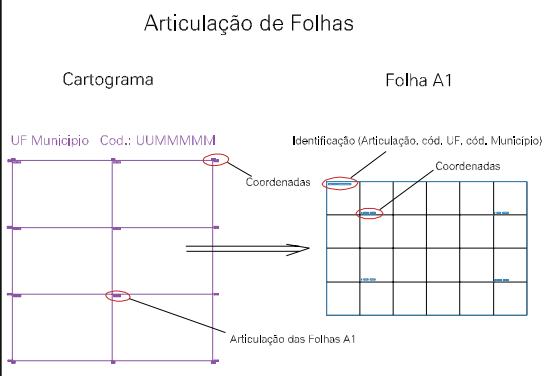 Articulação de Folhas
Cartograma
Folha A1
UF Município Cod.: UUMMMMM
Identificação (Articulação, cód. UF, cód. Município)
Coordenadas
Coordenadas
Articulação das Folhas A1